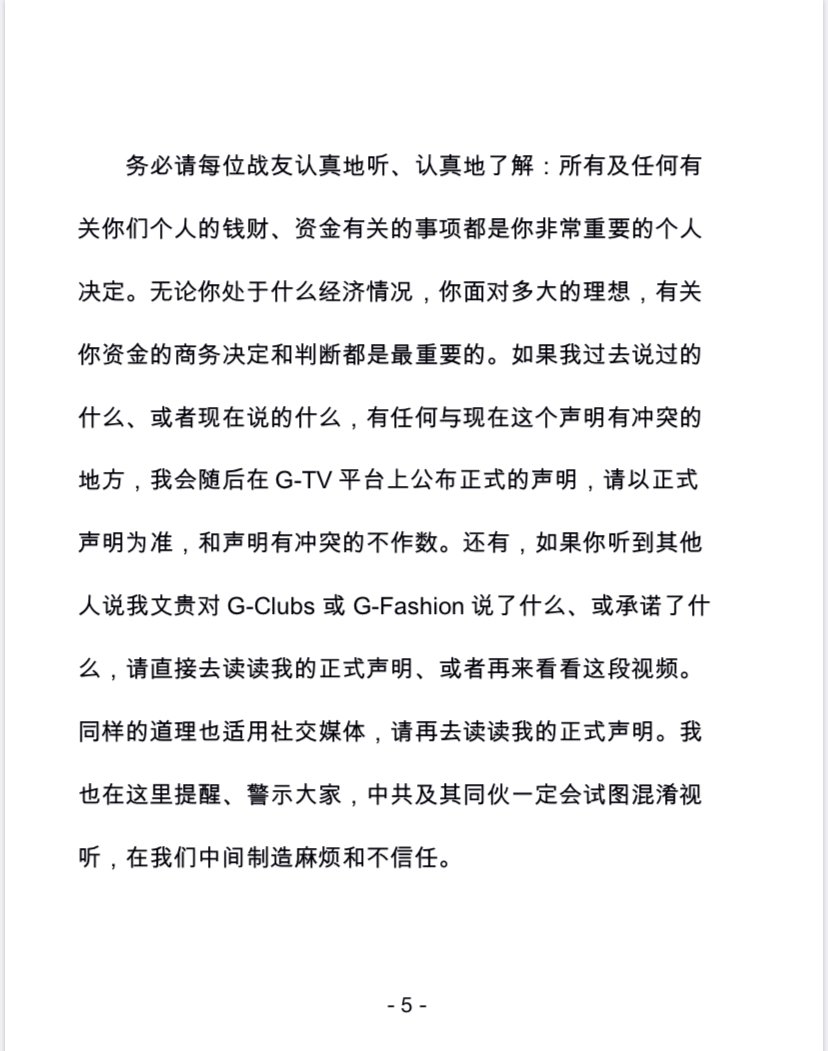 务必请每位战友认真地听、认真地了解：所有及任何有
关你们个人的钱财、资金有关的事项都是你非常重要的个人
决定。无论你处于什么经济情况，你面对多大的理想，有关
你资金的商务决定和判断都是最重要的。如果我过去说过的
什么、或者现在说的什么，有任何与现在这个声明有冲突的
地方，我会随后在 G-TV 平台上公布正式的声明，请以正式
声明为准，和声明有冲突的不作数。还有，如果你听到其他
人说我文贵对 G-Clubs 或 G-Fashion 说了什么、或承诺了什
么，请直接去读读我的正式声明、或者再来看看这段视频。
同样的道理也适用社交媒体，请再去读读我的正式声明。我
也在这里提醒、警示大家，中共及其同伙一定会试图混淆视
听，在我们中间制造麻烦和不信任。
- 5 -